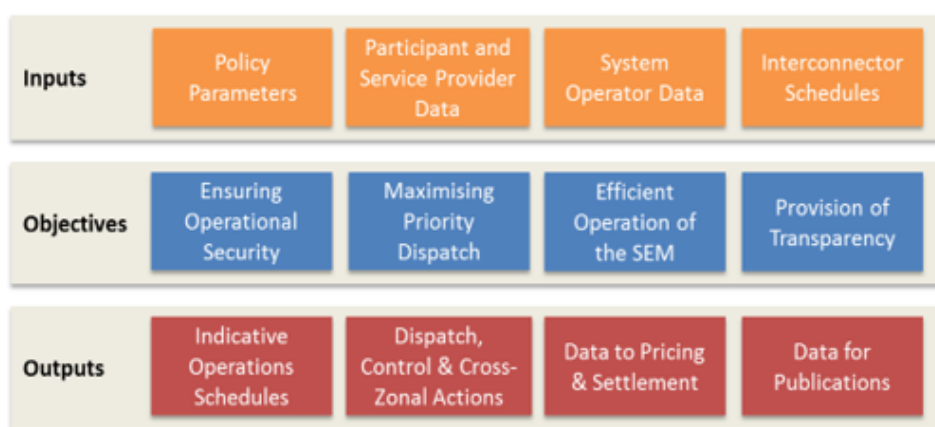 Inputs
Policy
Parameters
Participant and
Service Provider
Data
System
Operator Data
Interconnector
Schedules
Objectives
Ensuring
Operational
Security
Maximising
Priority
Dispatch
Efficient
Operation of
the SEM
Provision of
Transparency
Outputs
Indicative
Operations
Schedules
Dispatch,
Control & Cross-
Zonal Actions
Data to Pricing
& Settlement
Data for
Publications